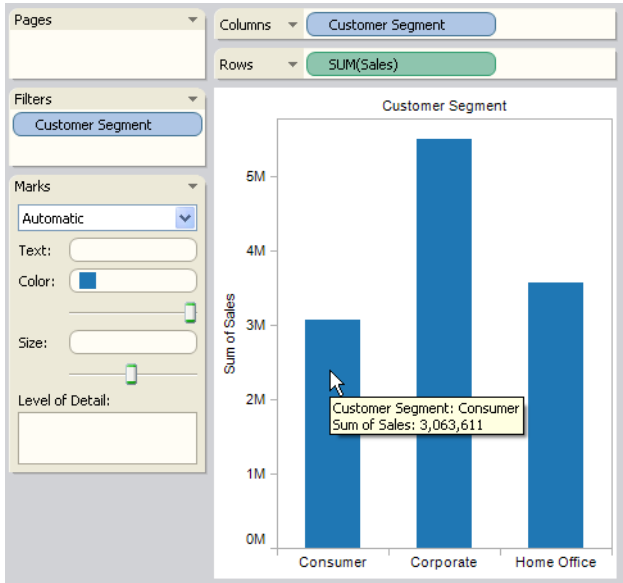 Pages
Columns
Customer Segment
Rows
SUM(Sales)
Filters
Customer Segment
Marks
Automatic
Text:
Color:
Size:
Level of Detail:
Customer Segment
Sum of Sales
5M
4M
3M
2M
1M
0M
Customer Segment: Consumer
Sum of Sales: 3,063,611
Consumer
Corporate
Home Office